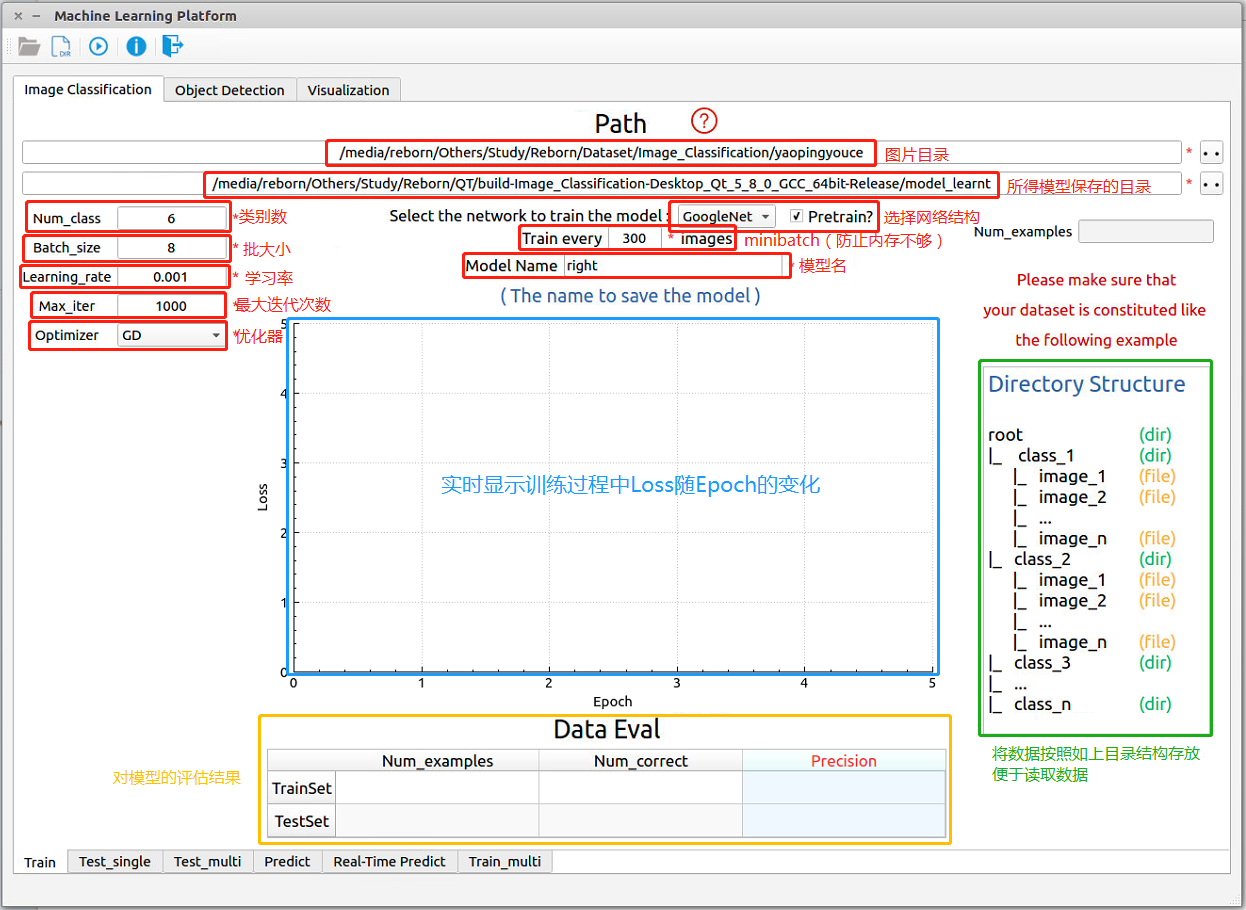 Machine Learning Platform
DIR
Image Classification Object Detection Visualization
Path ?
/media/reborn/Others/Study/Reborn/Dataset/Image_Classification/yaopingyouce 图片目录 * ..
/media/reborn/Others/Study/Reborn/QT/build-Image_Classification-Desktop_Qt_5_8_0_GCC_64bit-Release/model_learnt 所得模型保存的目录 * ..
Num_class 6 *类别数 Select the network to train the model : GoogleNet Pretrain? 选择网络结构
Num_examples
Batch_size 8 * 批大小 Train every 300 * images minibatch（防止内存不够）
Learning_rate 0.001 * 学习率 Model Name right * 模型名
(The name to save the model)
Max_iter 1000 *最大迭代次数
Optimizer GD *优化器
Please make sure that
your dataset is constituted like
the following example
5
4
3
2
1
0
Loss
实时显示训练过程中Loss随Epoch的变化
0 1 2 3 4 5
Epoch
Directory Structure
root (dir)
|_ class_1 (dir)
|_ image_1 (file)
|_ image_2 (file)
|_ ...
|_ image_n (file)
|_ class_2 (dir)
|_ image_1 (file)
|_ image_2 (file)
|_ ...
|_ image_n (file)
|_ class_3 (dir)
|_ ...
|_ class_n (dir)
将数据按照如上目录结构存放
便于读取数据
Data Eval
对模型的评估结果
Num_examples Num_correct Precision
TrainSet
TestSet
Train Test_single Test_multi Predict Real-Time Predict Train_multi